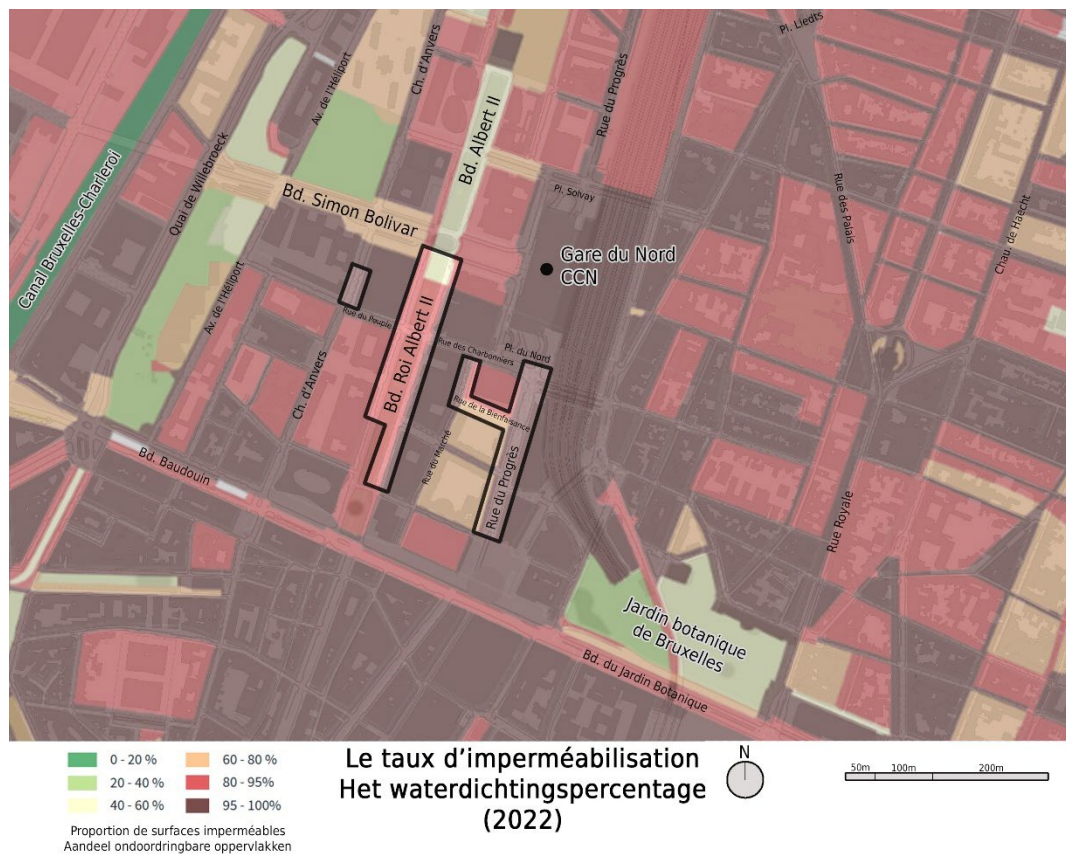 Pl. Liedts
Ch. d'Anvers
Av. de l'Héliport
Rue du Progrès
Bd. Albert II
Quai de Willebroeck
Canal Bruxelles-Charleroi
Bd. Simon Bolivar
Pl. Solvay
Rue des Palais
Chau. de Haecht
Gare du Nord
CCN
Av. de l'Héliport
Rue du Peuple
Bd. Roi Albert II
Rue des Charbonniers
Pl. du Nord
Ch. d'Anvers
Rue de la Bienfaisance
Rue du Marché
Rue du Progrès
Bd. Baudouin
Rue Royale
Jardin botanique
de Bruxelles
Bd. du Jardin Botanique
0 - 20 %
20 - 40 %
40 - 60 %
60 - 80 %
80 - 95%
95 - 100%
Proportion de surfaces imperméables
Aandeel ondoordringbare oppervlakken
Le taux d'imperméabilisation
Het waterdichtingspercentage
(2022)
N
50m 100m 200m